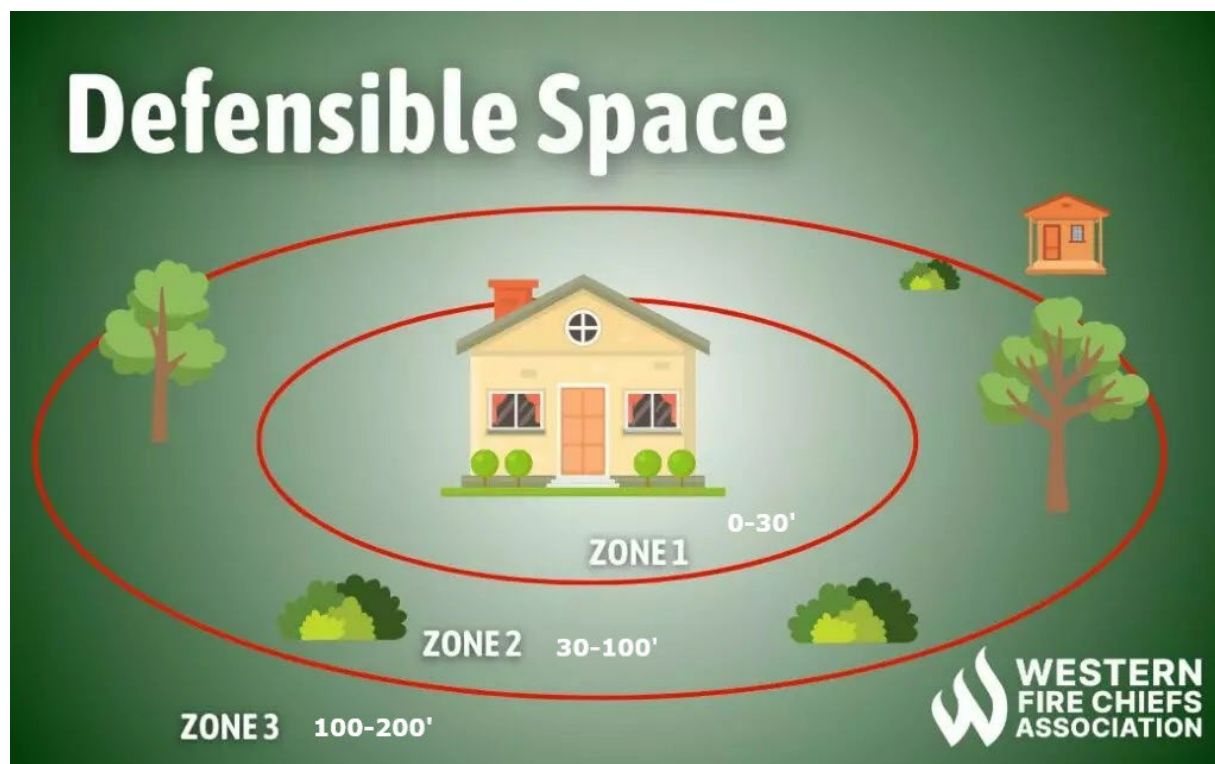 Defensible Space
0-30'
ZONE 1
ZONE 2 30-100'
ZONE 3 100-200'
WESTERN
FIRE CHIEFS
ASSOCIATION